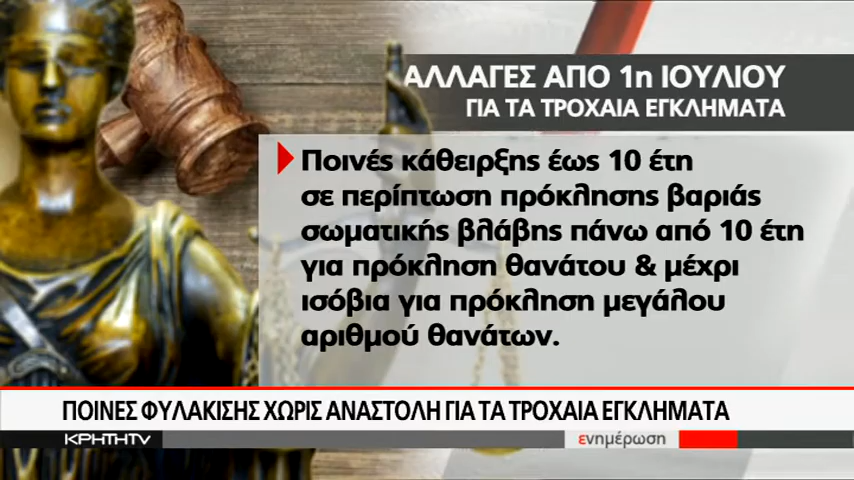 ΑΛΛΑΓΕΣ ΑΠΟ 1η ΙΟΥΛΙΟΥ
ΓΙΑ ΤΑ ΤΡΟΧΑΙΑ ΕΓΚΛΗΜΑΤΑ
Ποινές κάθειρξης έως 10 έτη
σε περίπτωση πρόκλησης βαριάς
σωματικής βλάβης πάνω από 10 έτη
για πρόκληση θανάτου & μέχρι
ισόβια για πρόκληση μεγάλου
αριθμού θανάτων.
ΠΟΙΝΕΣ ΦΥΛΑΚΙΣΗΣ ΧΩΡΙΣ ΑΝΑΣΤΟΛΗ ΓΙΑ ΤΑ ΤΡΟΧΑΙΑ ΕΓΚΛΗΜΑΤΑ
ΚΡΗΤΗTV
ενημέρωση